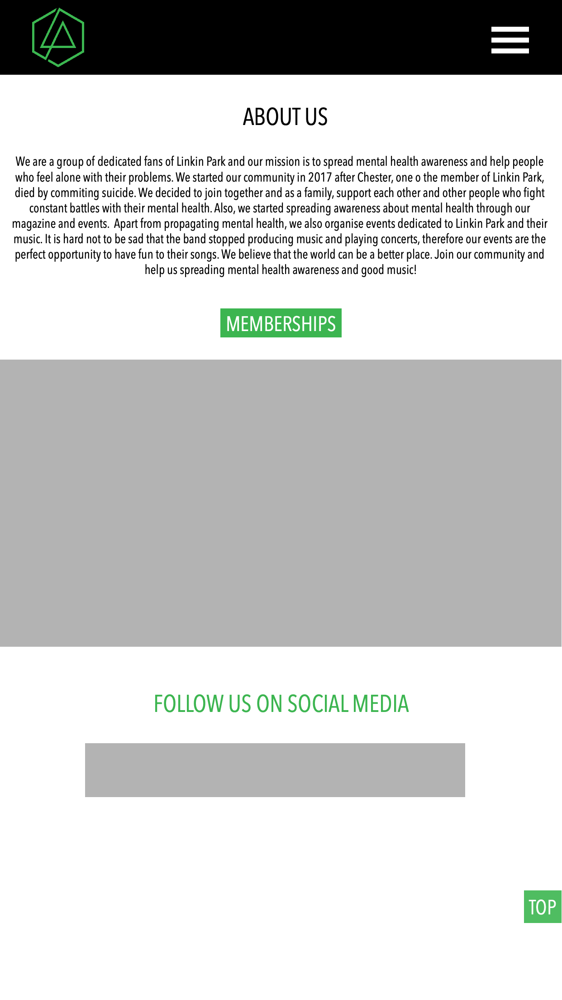 ABOUT US
We are a group of dedicated fans of Linkin Park and our mission is to spread mental health awareness and help people
who feel alone with their problems. We started our community in 2017 after Chester, one o the member of Linkin Park,
died by commiting suicide. We decided to join together and as a family, support each other and other people who fight
constant battles with their mental health. Also, we started spreading awareness about mental health through our
magazine and events.  Apart from propagating mental health, we also organise events dedicated to Linkin Park and their
music. It is hard not to be sad that the band stopped producing music and playing concerts, therefore our events are the
perfect opportunity to have fun to their songs. We believe that the world can be a better place. Join our community and
help us spreading mental health awareness and good music!
MEMBERSHIPS
FOLLOW US ON SOCIAL MEDIA
TOP